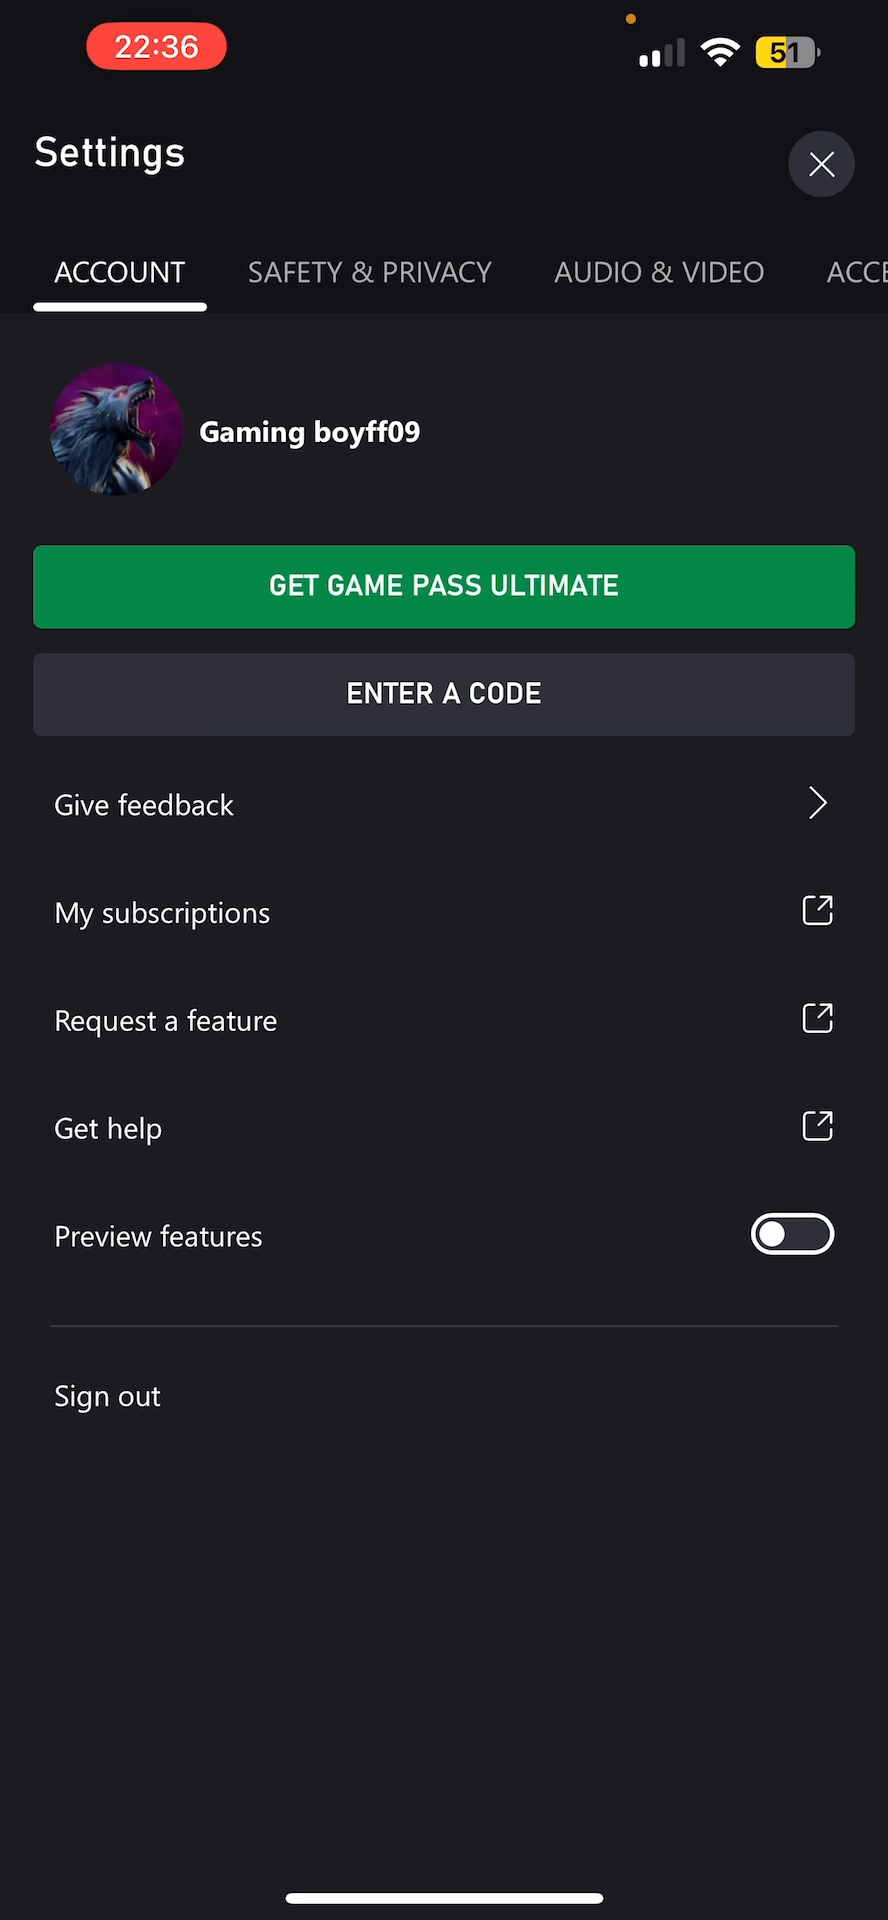 22:36
51
Settings
ACCOUNT SAFETY & PRIVACY AUDIO & VIDEO ACCE
Gaming boyff09
GET GAME PASS ULTIMATE
ENTER A CODE
Give feedback
My subscriptions
Request a feature
Get help
Preview features
Sign out